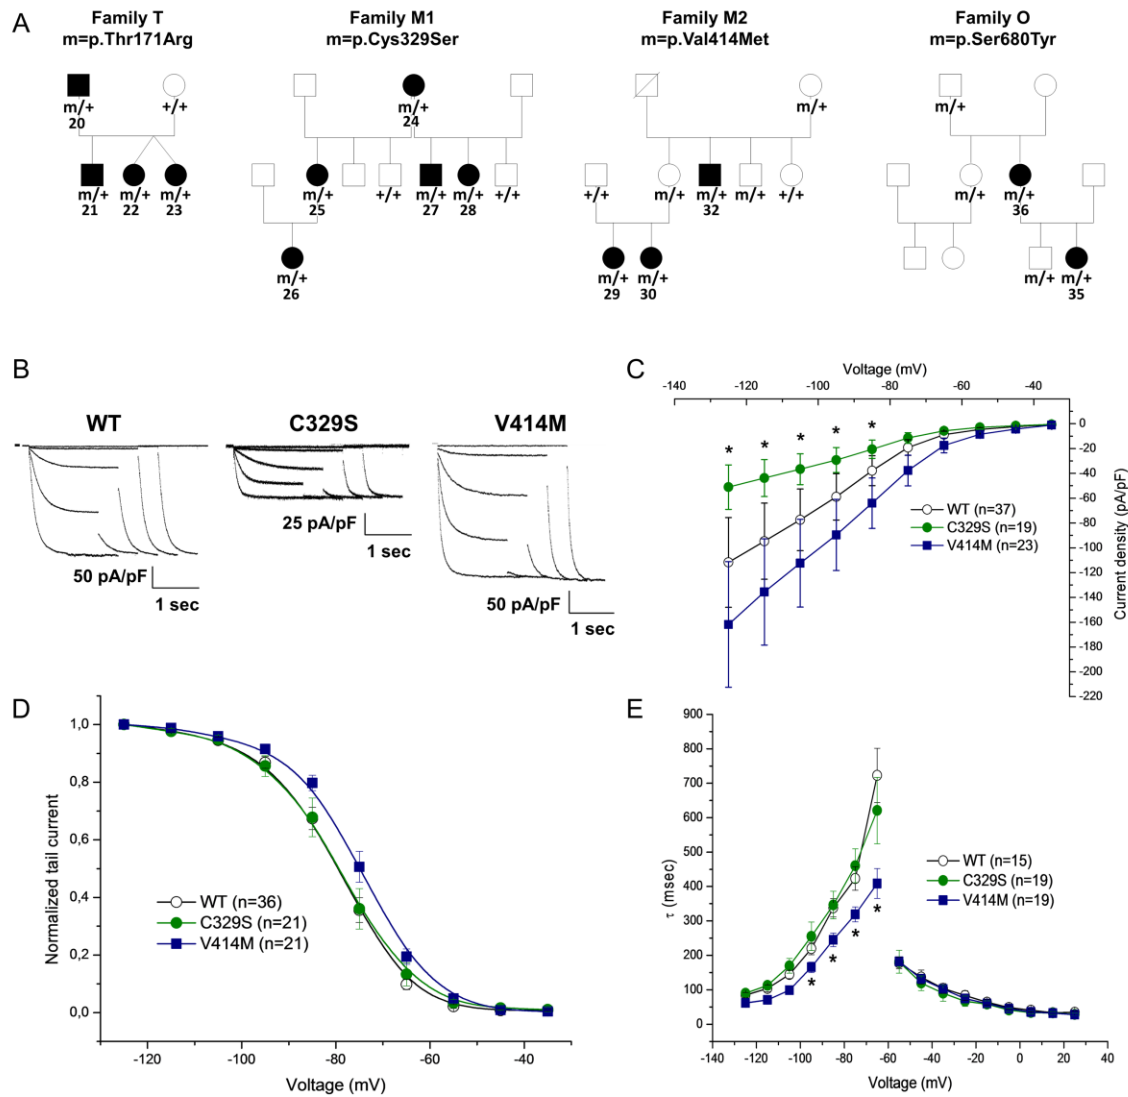 A
Family T
m=p.Thr171Arg
Family M1
m=p.Cys329Ser
Family M2
m=p.Val414Met
Family O
m=p.Ser680Tyr
m/+
20
+/+
m/+
24
m/+
m/+
m/+
21
m/+
22
m/+
23
m/+
25
+/+
m/+
27
m/+
28
+/+
+/+
m/+
m/+
32
m/+
+/+
m/+
m/+
36
m/+
26
m/+
29
m/+
30
m/+
m/+
35
B
WT
C329S
V414M
50 pA/pF
1 sec
25 pA/pF
1 sec
50 pA/pF
1 sec
C
Voltage (mV)
-140
-120
-100
-80
-60
-40
* * * * *
0
-20
-40
-60
-80
-100
-120
-140
-160
-180
-200
-220
Current density (pA/pF)
WT (n=37)
C329S (n=19)
V414M (n=23)
D
Normalized tail current
1,0
0,8
0,6
0,4
0,2
0,0
WT (n=36)
C329S (n=21)
V414M (n=21)
-120
-100
-80
-60
-40
Voltage (mV)
E
τ (msec)
900
800
700
600
500
400
300
200
100
0
WT (n=15)
C329S (n=19)
V414M (n=19)
* * * *
-140
-120
-100
-80
-60
-40
-20
0
20
40
Voltage (mV)